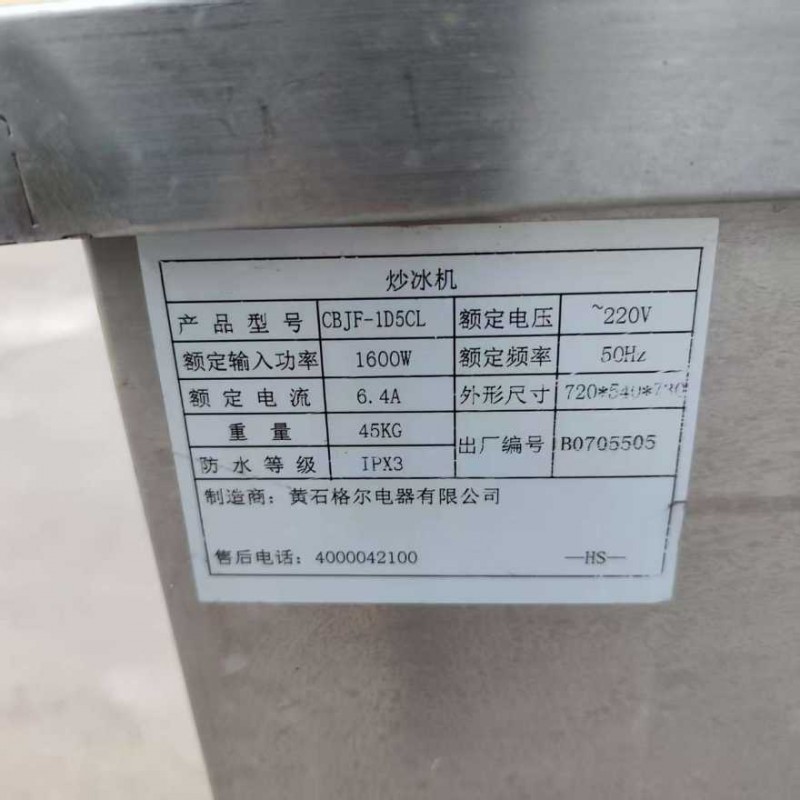 炒冰机
产品型号 CBJF-1D5CL 额定电压 ~220V
额定输入功率 1600W 额定频率 50Hz
额定电流 6.4A 外形尺寸 720*540*730
重量 45KG 出厂编号 B0705505
防水等级 IPX3
制造商：黄石格尔电器有限公司
售后电话：4000042100 —HS—